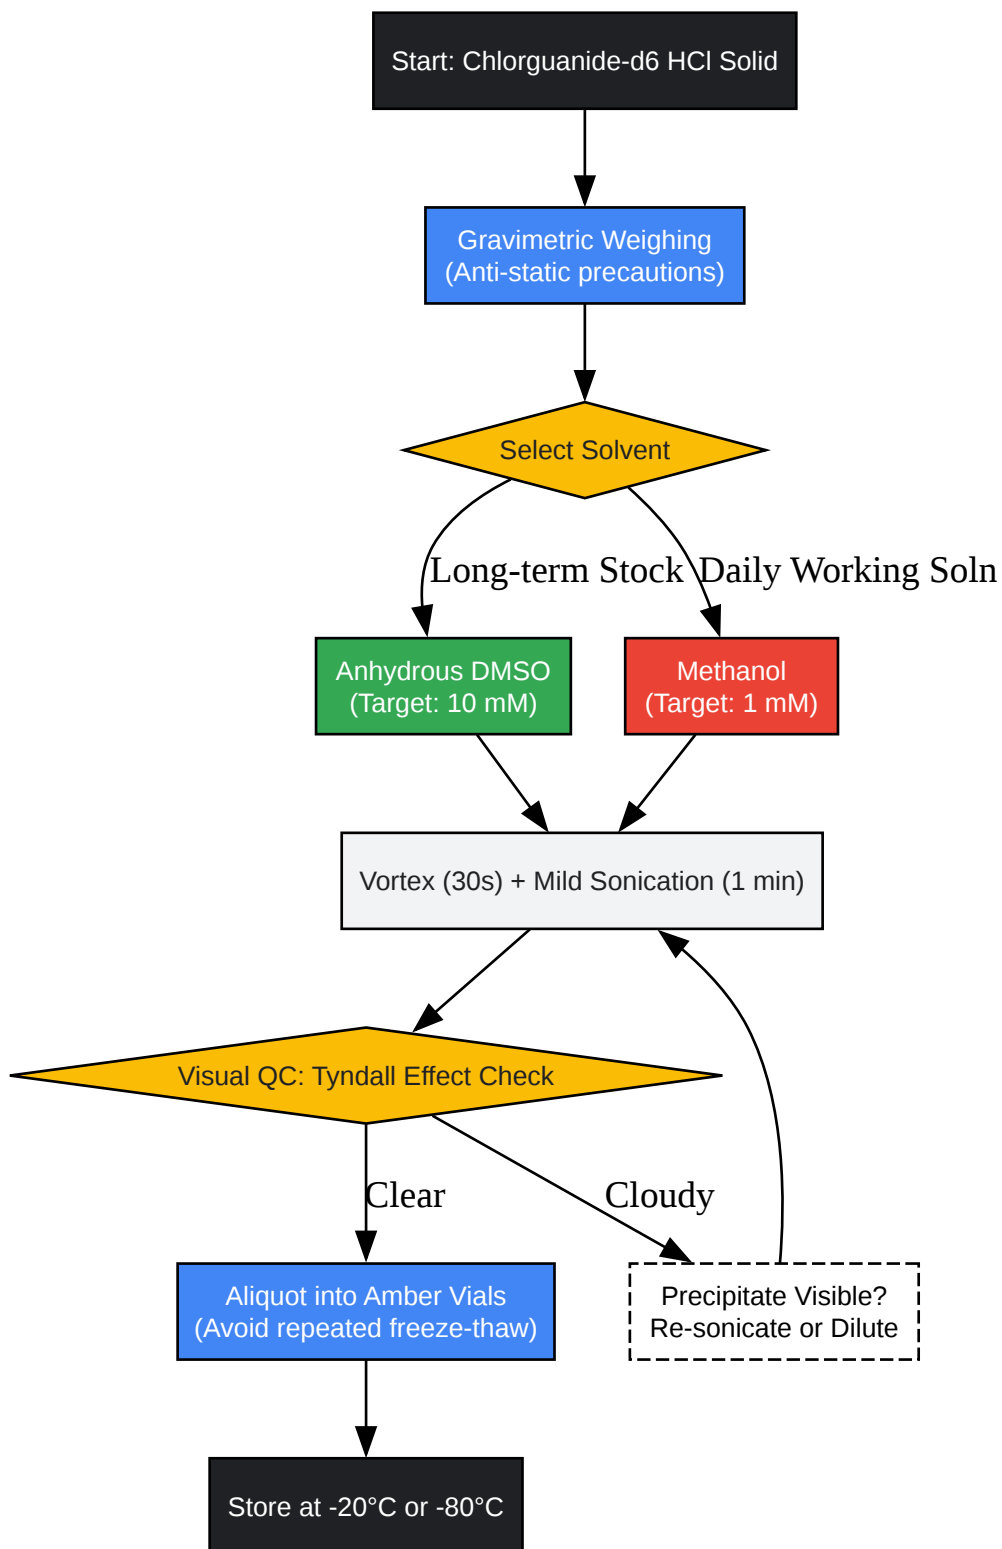 Start: Chlorguanide-d6 HCl Solid
Gravimetric Weighing
(Anti-static precautions)
Select Solvent
Long-term Stock
Daily Working Soln
Anhydrous DMSO
(Target: 10 mM)
Methanol
(Target: 1 mM)
Vortex (30s) + Mild Sonication (1 min)
Visual QC: Tyndall Effect Check
Clear
Cloudy
Aliquot into Amber Vials
(Avoid repeated freeze-thaw)
Precipitate Visible?
Re-sonicate or Dilute
Store at -20°C or -80°C